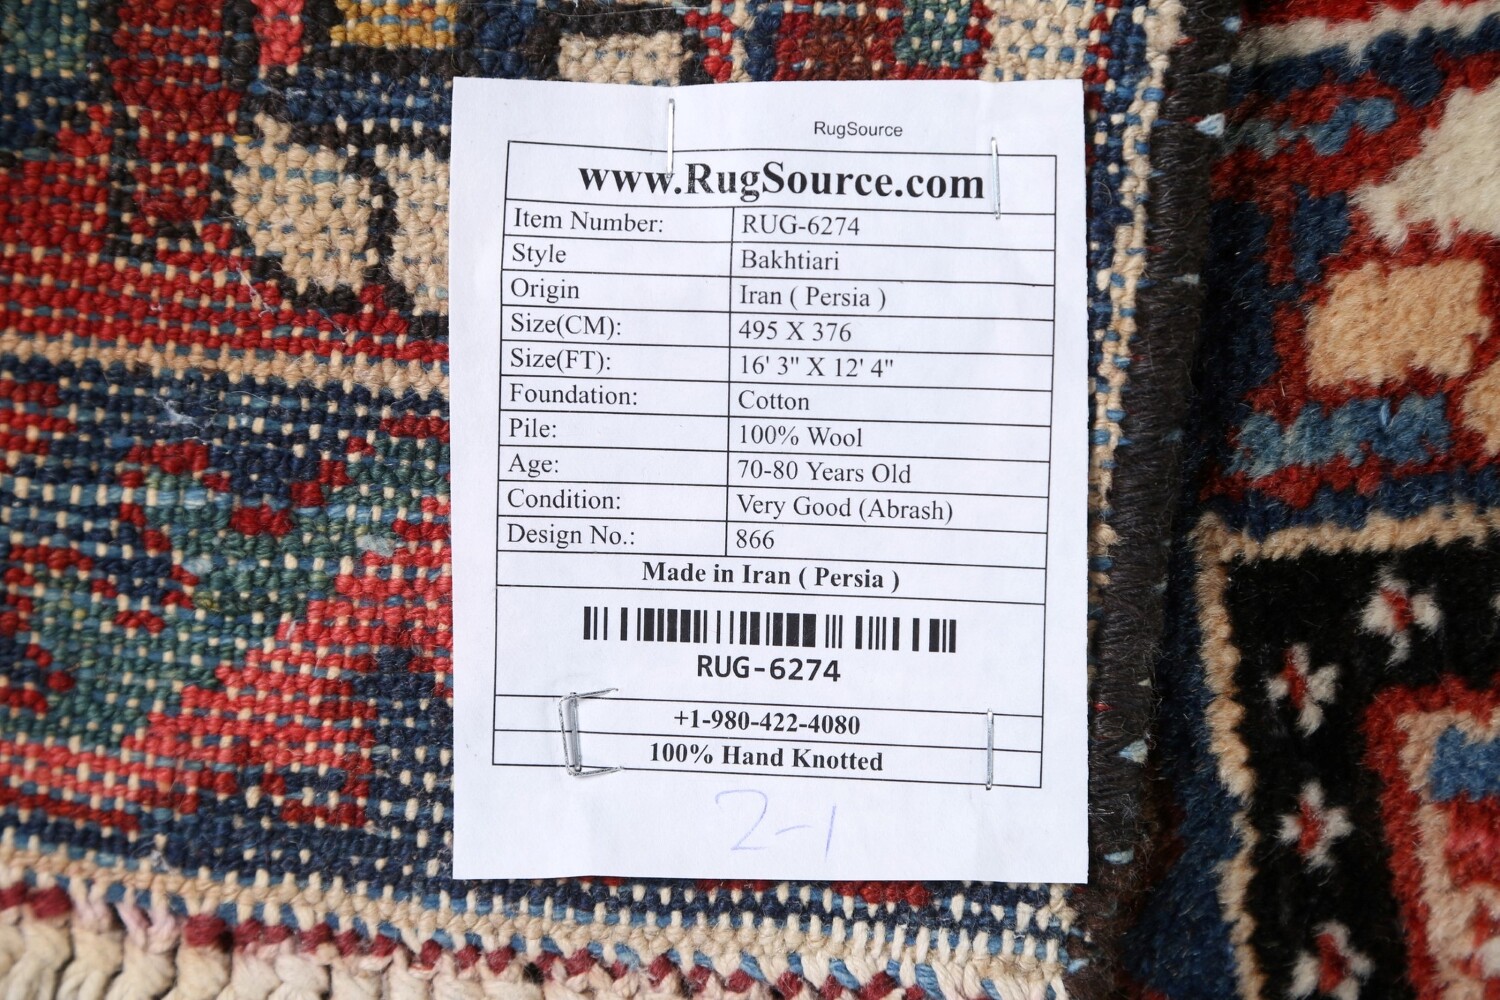 RugSource
www.RugSource.com
Item Number: RUG-6274
Style Bakhtiari
Origin Iran ( Persia )
Size(CM): 495 X 376
Size(FT): 16' 3" X 12' 4"
Foundation: Cotton
Pile: 100% Wool
Age: 70-80 Years Old
Condition: Very Good (Abrash)
Design No.: 866
Made in Iran ( Persia )
RUG-6274
+1-980-422-4080
100% Hand Knotted
2-1